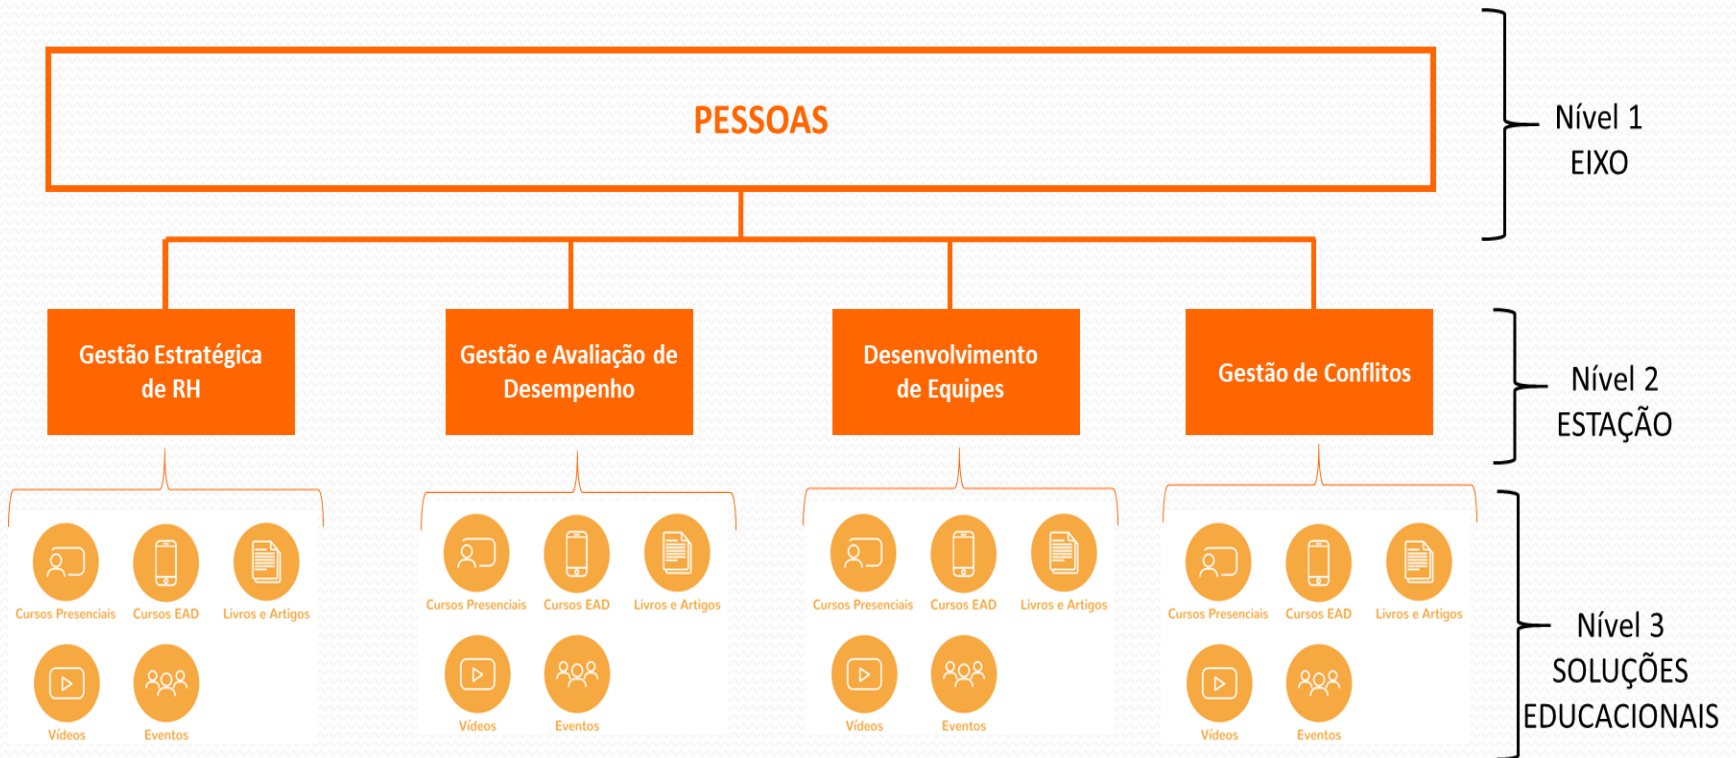 PESSOAS
Nível 1
EIXO
Gestão Estratégica
de RH
Gestão e Avaliação de
Desempenho
Desenvolvimento
de Equipes
Gestão de Conflitos
Nível 2
ESTAÇÃO
Cursos Presenciais
Cursos EAD
Livros e Artigos
Vídeos
Eventos
Cursos Presenciais
Cursos EAD
Livros e Artigos
Vídeos
Eventos
Cursos Presenciais
Cursos EAD
Livros e Artigos
Vídeos
Eventos
Cursos Presenciais
Cursos EAD
Livros e Artigos
Vídeos
Eventos
Nível 3
SOLUÇÕES
EDUCACIONAIS